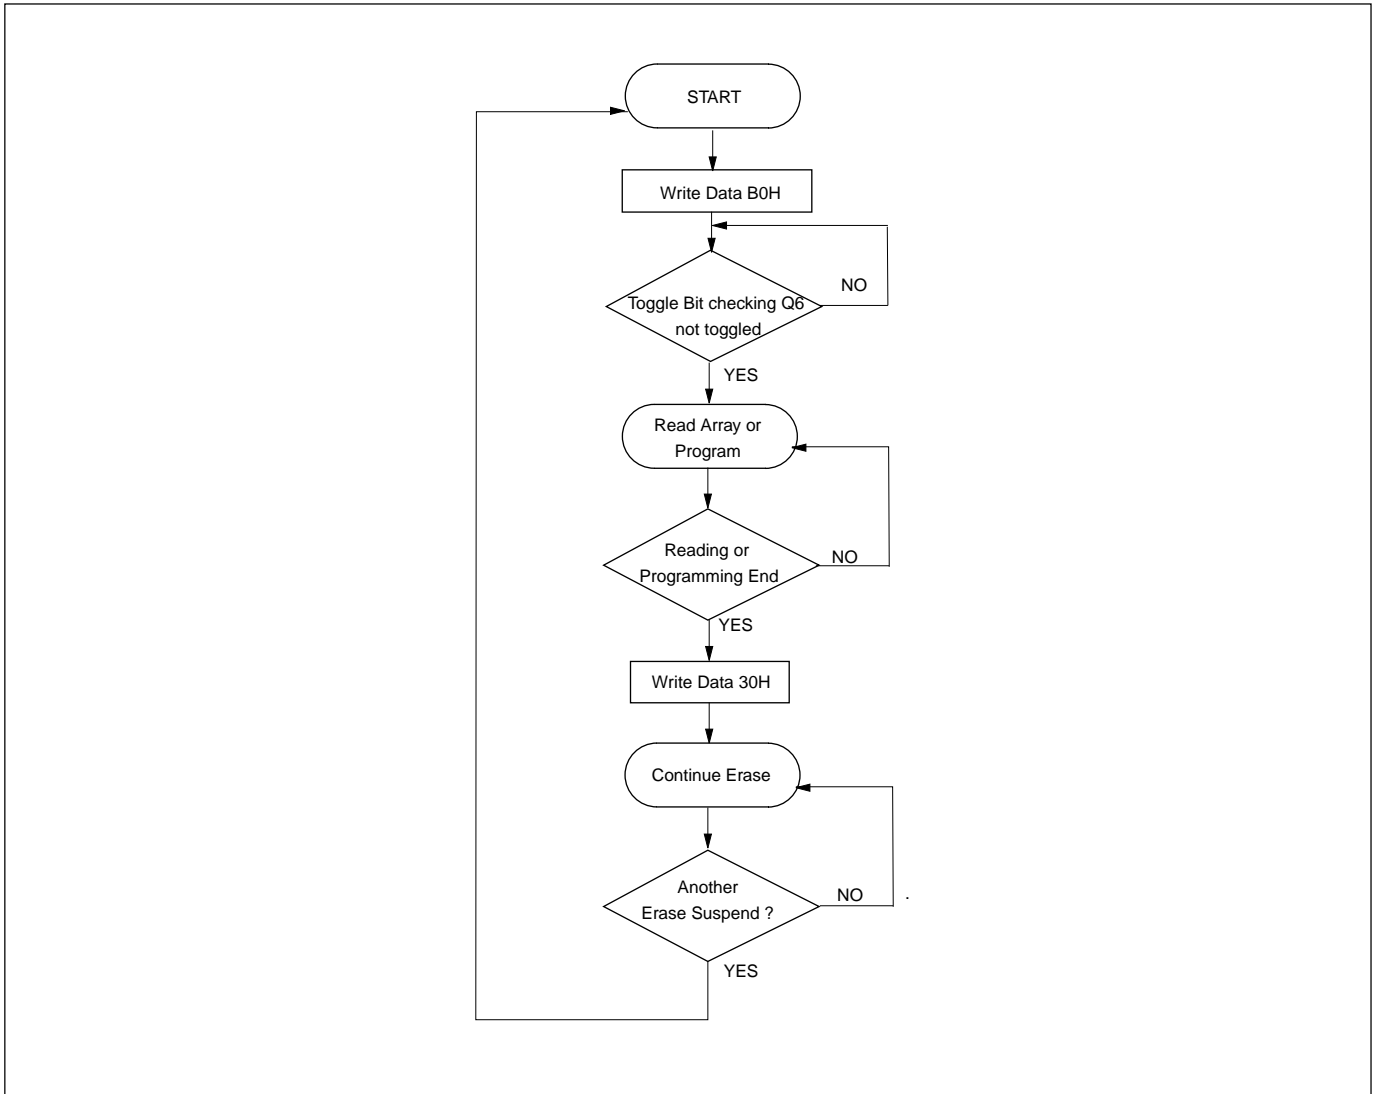 START
Write Data B0H
NO
Toggle Bit checking Q6
not toggled
YES
Read Array or
Program
Reading or
NO
Programming End
YES
Write Data 30H
Continue Erase
Another
NO
.
Erase Suspend ?
YES